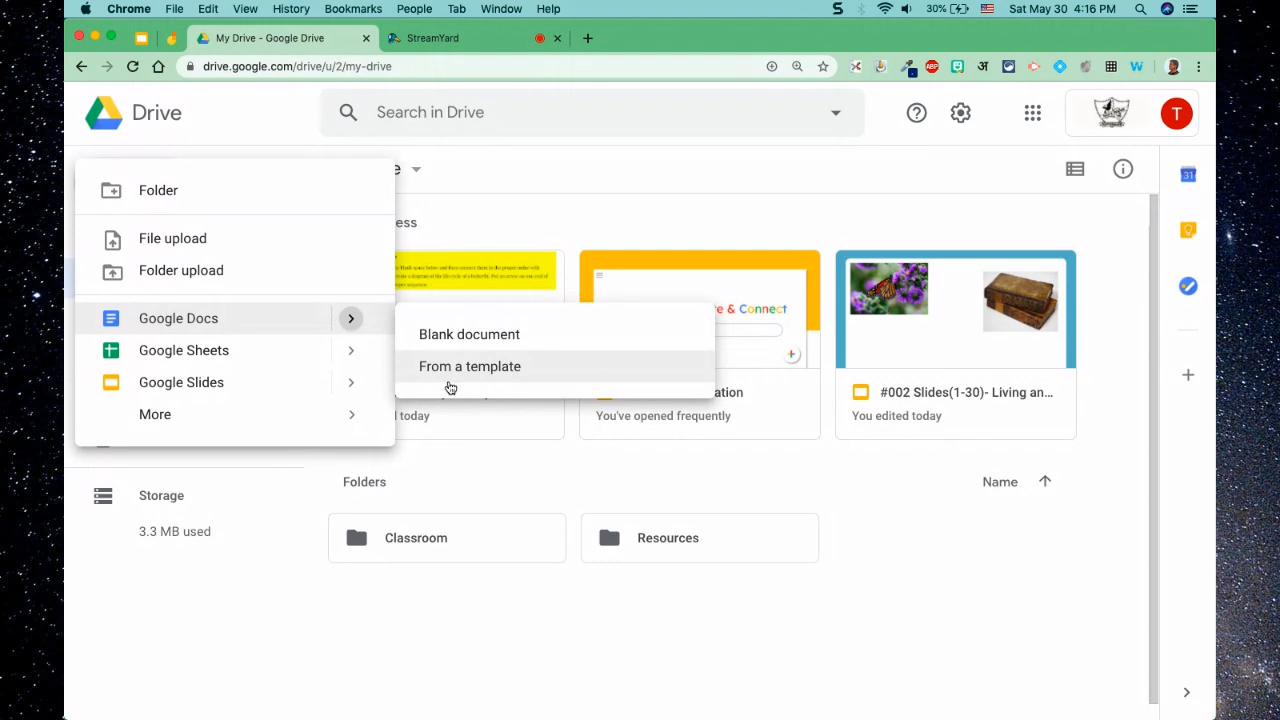 Chrome File Edit View History Bookmarks People Tab Window Help S 30% Sat May 30 4:16 PM
My Drive - Google Drive StreamYard
drive.google.com/drive/u/2/my-drive ABP अ W
Drive Search in Drive T
Folder
File upload
Folder upload
31
Google Docs
Google Sheets
Google Slides
More
Blank document
From a template
& Connect
#002 Slides(1-30)- Living an...
today You've opened frequently You edited today
Folders Name
Storage
3.3 MB used
Classroom Resources